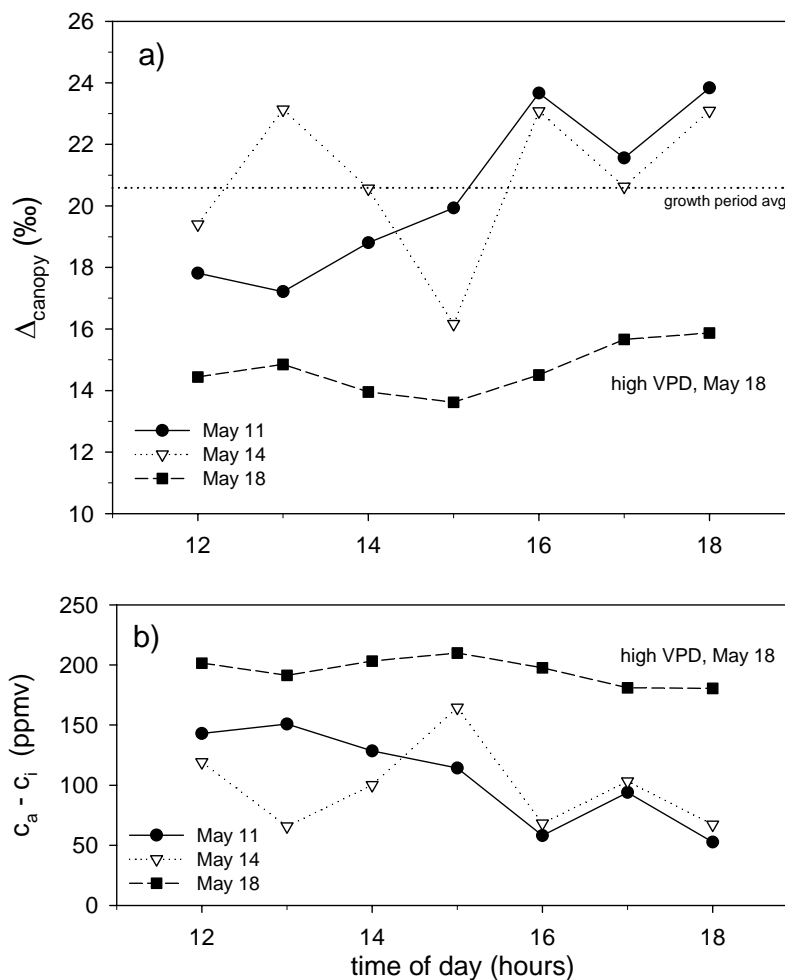 a)
26
24
22
20
18
16
14
12
10
Δcanopy (‰)
growth period avg
high VPD, May 18
May 11
May 14
May 18
12 14 16 18
b)
250
200
150
100
50
0
ca - ci (ppmv)
high VPD, May 18
May 11
May 14
May 18
12 14 16 18
time of day (hours)